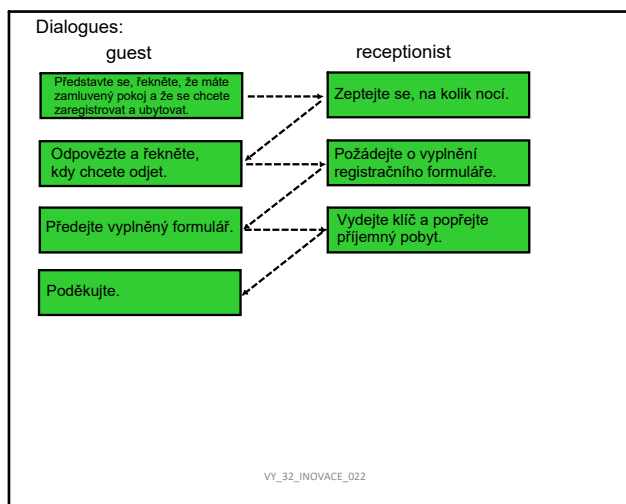 Dialogues:
guest
receptionist
Představte se, řekněte, že máte
zamluvený pokoj a že se chcete
zaregistrovat a ubytovat.
Zeptejte se, na kolik nocí.
Odpovězte a řekněte,
kdy chcete odjet.
Požádejte o vyplnění
registračního formuláře.
Předejte vyplněný formulář.
Vydejte klíč a popřejte
příjemný pobyt.
Poděkujte.
VY_32_INOVACE_022